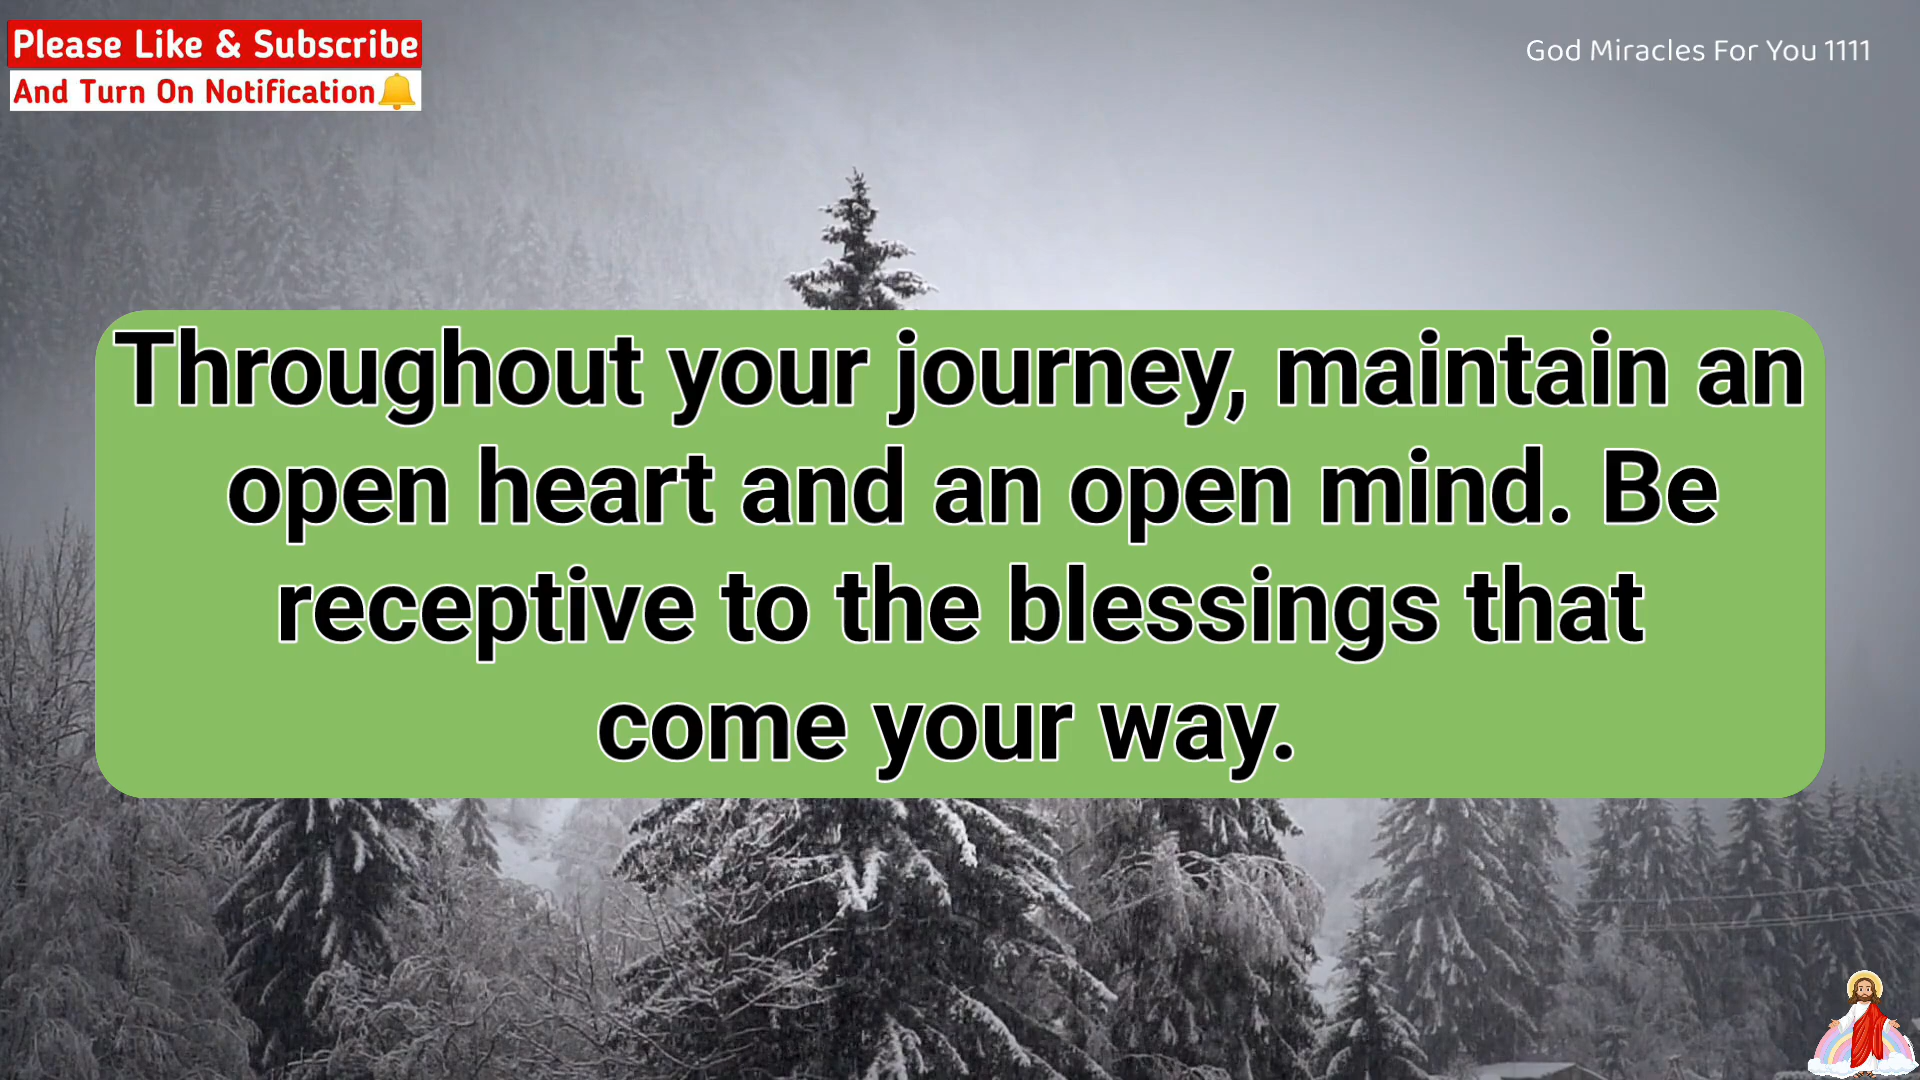 Please Like & Subscribe
And Turn On Notification
God Miracles For You 1111
Throughout your journey, maintain an
open heart and an open mind. Be
receptive to the blessings that
come your way.